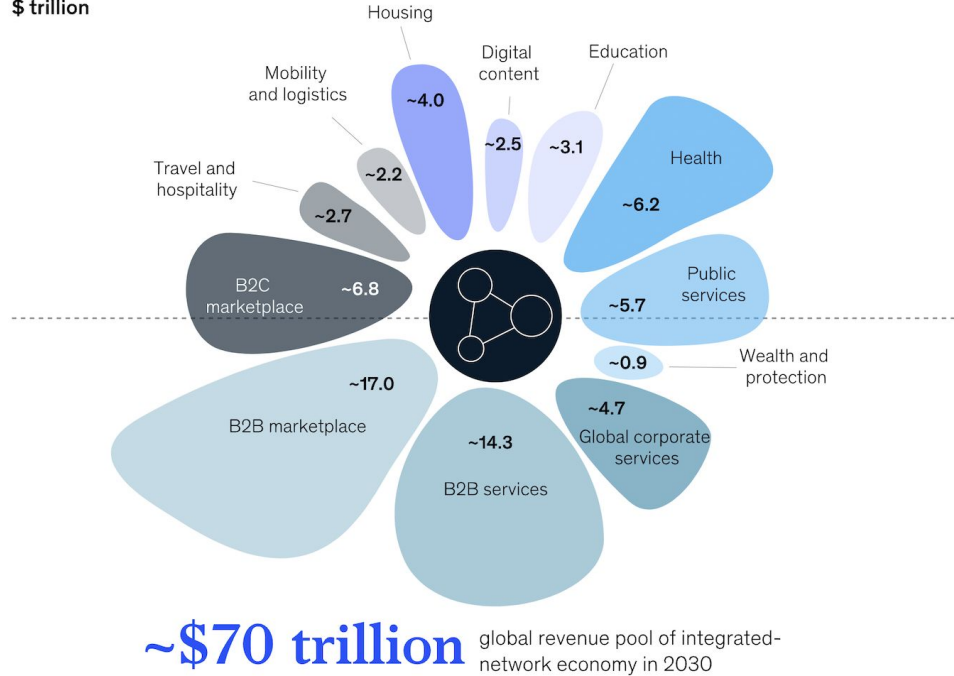 $ trillion
Housing
~4.0
Digital
content
~2.5
Education
~3.1
Mobility
and logistics
~2.2
Travel and
hospitality
~2.7
Health
~6.2
B2C
marketplace
~6.8
Public
services
~5.7
Wealth and
protection
~0.9
~17.0
B2B marketplace
~14.3
B2B services
~4.7
Global corporate
services
~$70 trillion
global revenue pool of integrated-
network economy in 2030